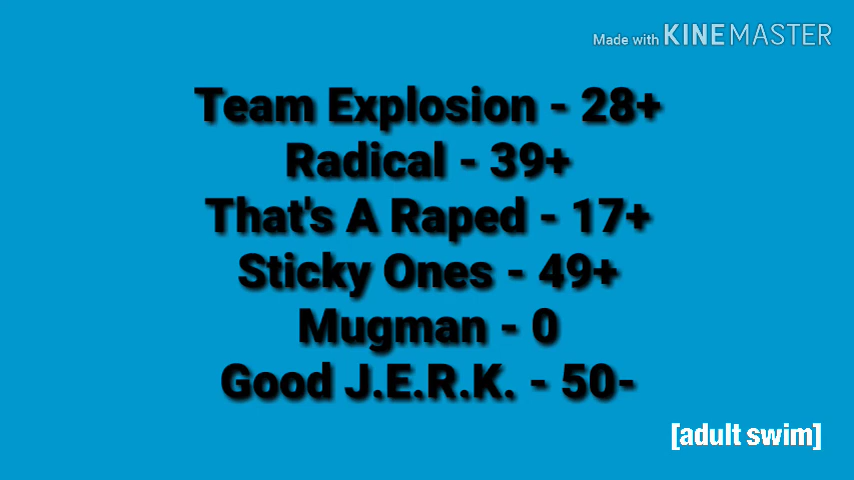 Made with KINEMASTER
Team Explosion - 28+
Radical - 39+
That's A Raped - 17+
Sticky Ones - 49+
Mugman - 0
Good J.E.R.K. - 50-
[adult swim]